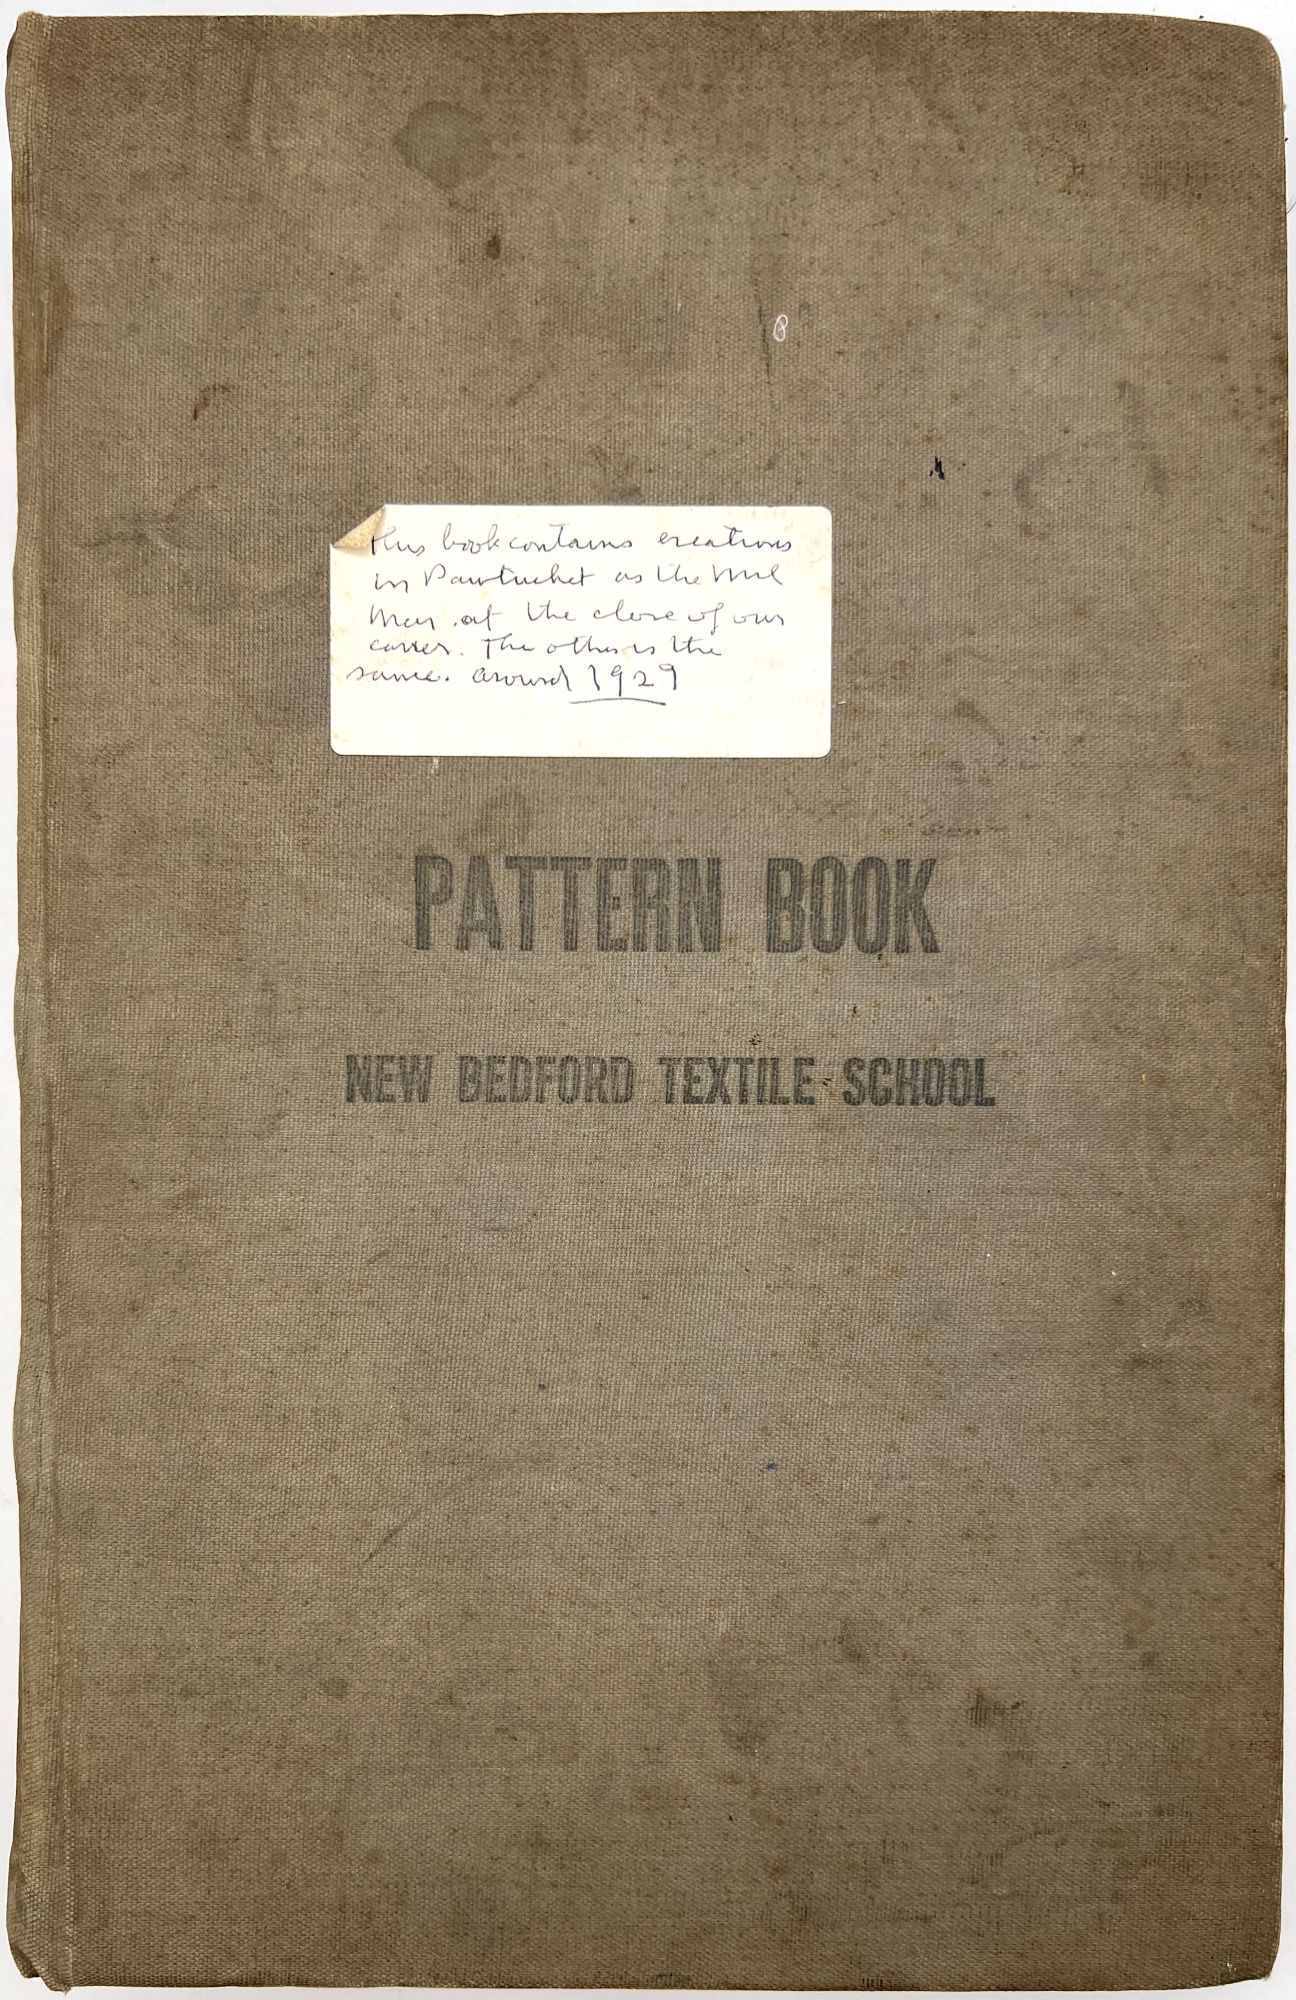 This book contains creations
in Pawtucket as the Mill
Men. at the close of our
career. The other is the
same. around 1929
PATTERN BOOK
NEW BEDFORD TEXTILE SCHOOL